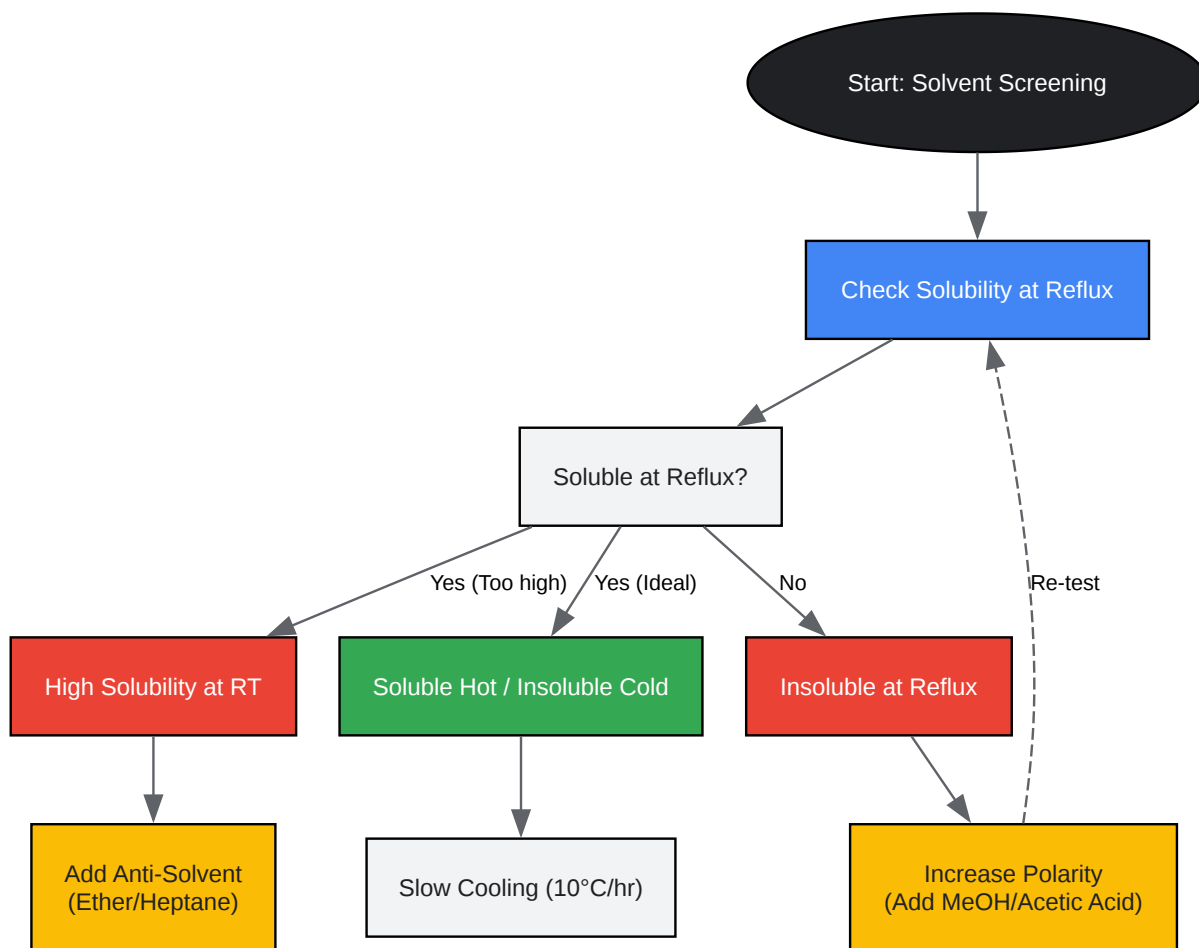 Start: Solvent Screening
Check Solubility at Reflux
Soluble at Reflux?
Yes (Too high)
Yes (Ideal)
No
Re-test
High Solubility at RT
Soluble Hot / Insoluble Cold
Insoluble at Reflux
Add Anti-Solvent
(Ether/Heptane)
Slow Cooling (10°C/hr)
Increase Polarity
(Add MeOH/Acetic Acid)